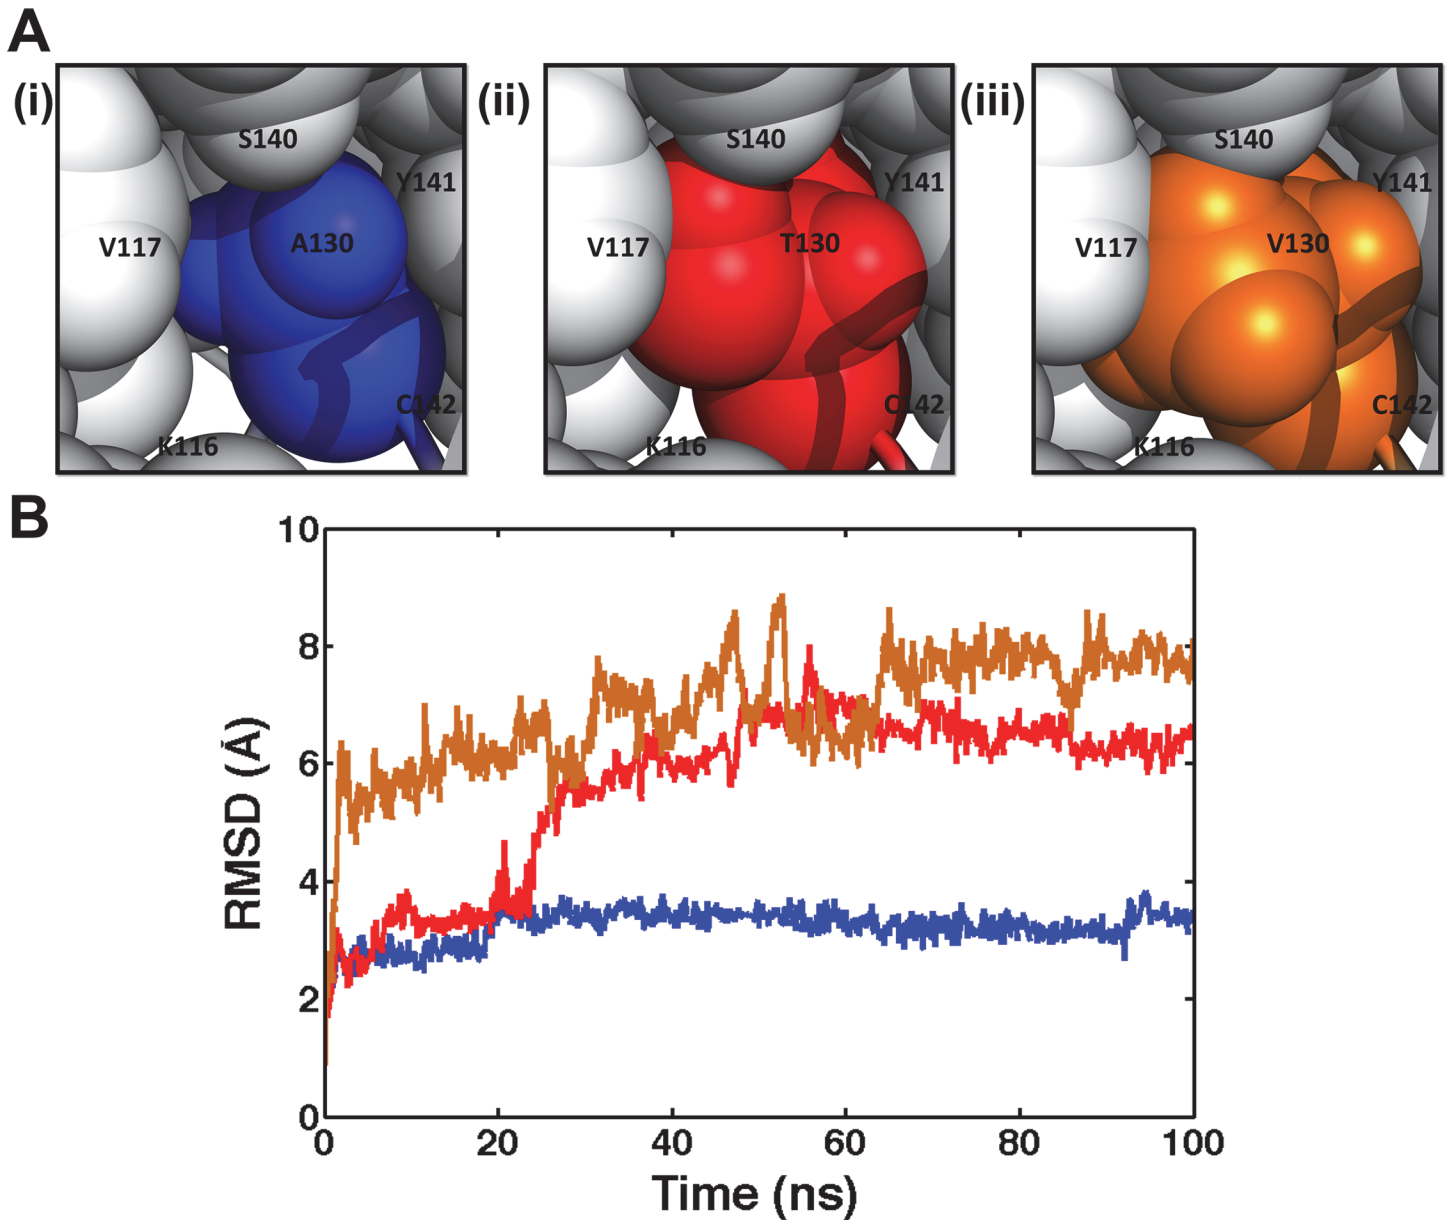 A
(i)
S140
Y141
V117
A130
C142
K116
(ii)
S140
Y141
V117
T130
C142
K116
(iii)
S140
Y141
V117
V130
C142
K116
B
10
8
6
4
2
0
RMSD (Å)
0 20 40 60 80 100
Time (ns)